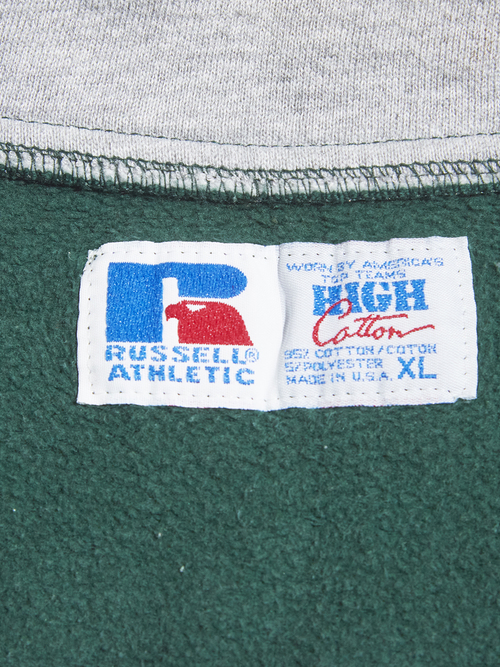 RUSSELL®
ATHLETIC
WORN BY AMERICA'S
TOP TEAMS
HIGH
Cotton
95% COTTON/COTON
5/POLYESTER
MADE IN U.S.A. XL